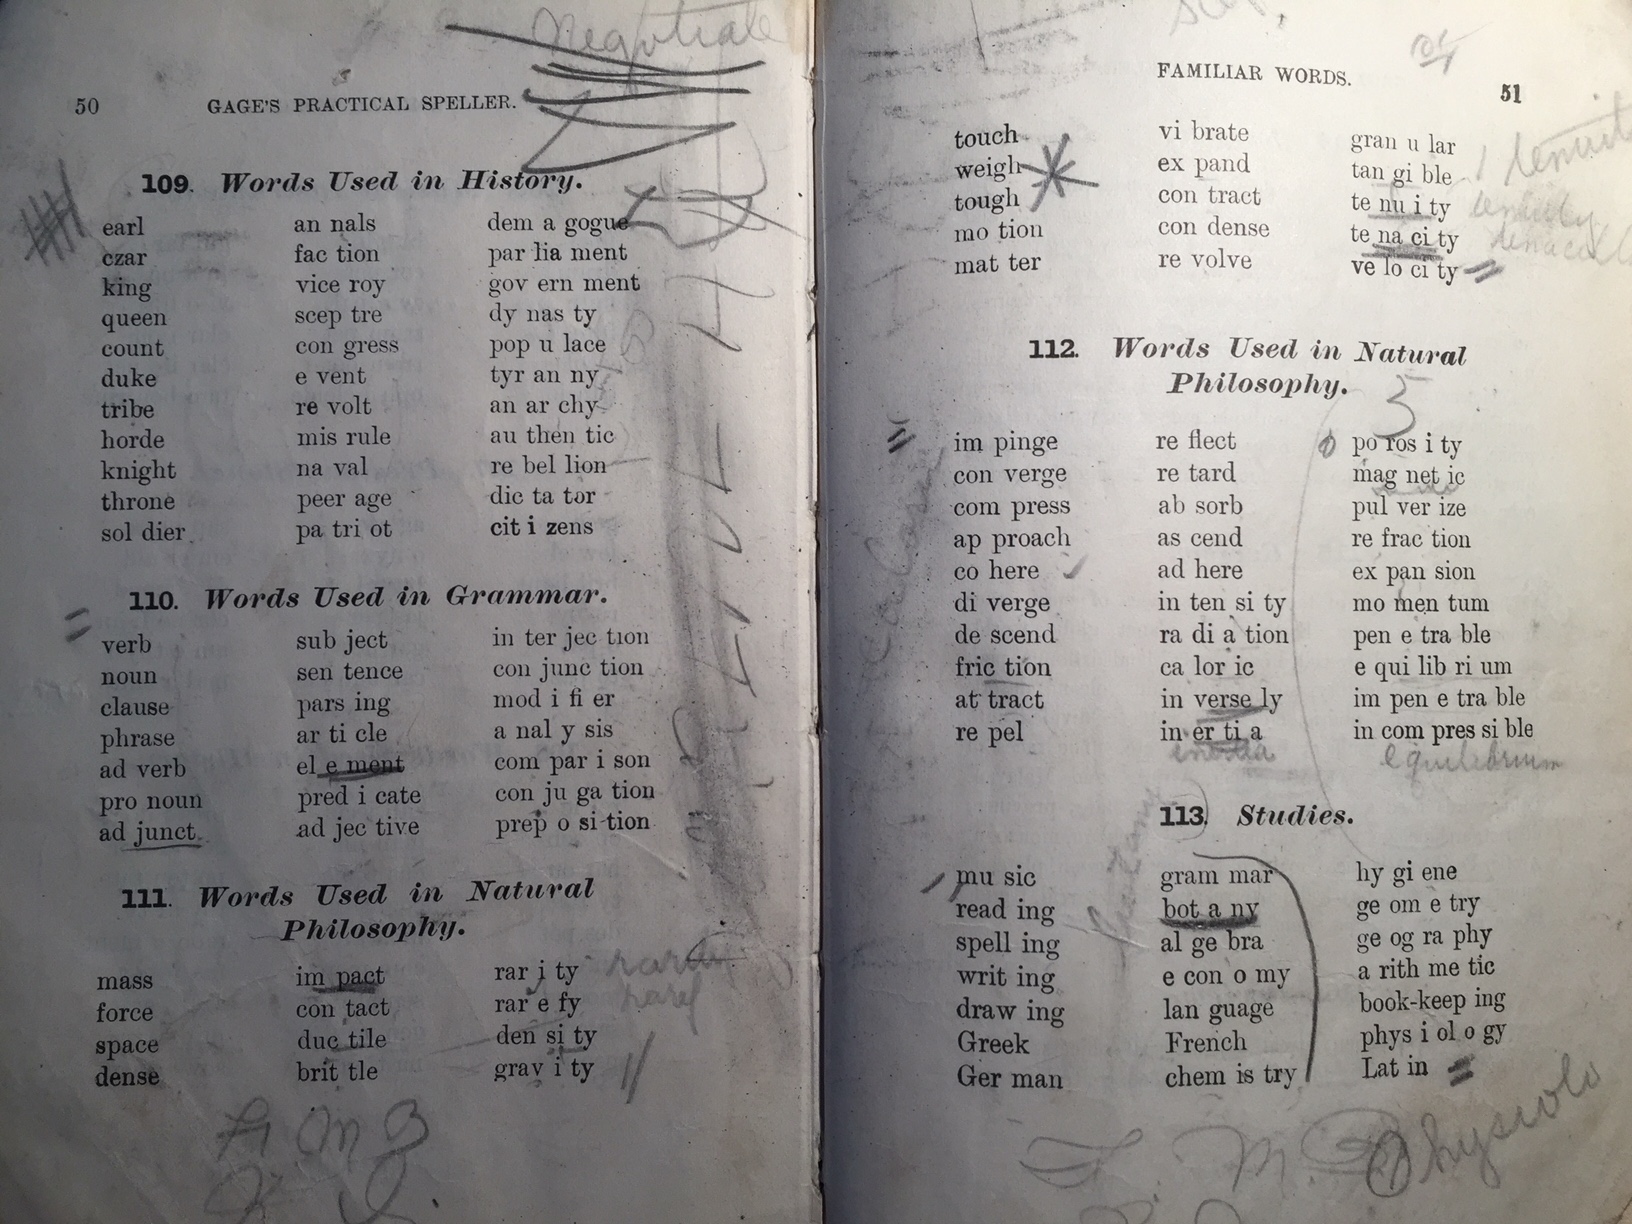 negotiate
50 GAGE'S PRACTICAL SPELLER.
109. Words Used in History.
earl an nals dem a gogue
czar fac tion par lia ment
king vice roy gov ern ment
queen scep tre dy nas ty
count con gress pop u lace
duke e vent tyr an ny
tribe re volt an ar chy
horde mis rule au then tic
knight na val re bel lion
throne peer age dic ta tor
sol dier pa tri ot cit i zens
110. Words Used in Grammar.
verb sub ject in ter jec tion
noun sen tence con junc tion
clause pars ing mod i fi er
phrase ar ti cle a nal y sis
ad verb el e ment com par i son
pro noun pred i cate con ju ga tion
ad junct ad jec tive prep o si tion
111. Words Used in Natural
Philosophy.
mass im pact rar i ty
force con tact rar e fy
space duc tile den si ty
dense brit tle grav i ty
FAMILIAR WORDS. 51
touch vi brate gran u lar
weigh ex pand tan gi ble
tough con tract te nu i ty
mo tion con dense te na ci ty
mat ter re volve ve lo ci ty
112. Words Used in Natural
Philosophy.
5
im pinge re flect po ros i ty
con verge re tard mag net ic
com press ab sorb pul ver ize
ap proach as cend re frac tion
co here ad here ex pan sion
di verge in ten si ty mo men tum
de scend ra di a tion pen e tra ble
fric tion ca lor ic e qui lib ri um
at tract in verse ly im pen e tra ble
re pel in er ti a in com pres si ble
inertia equilibrium
113. Studies.
mu sic gram mar hy gi ene
read ing bot a ny ge om e try
spell ing al ge bra ge og ra phy
writ ing e con o my a rith me tic
draw ing lan guage book-keep ing
Greek French phys i ol o gy
Ger man chem is try Lat in